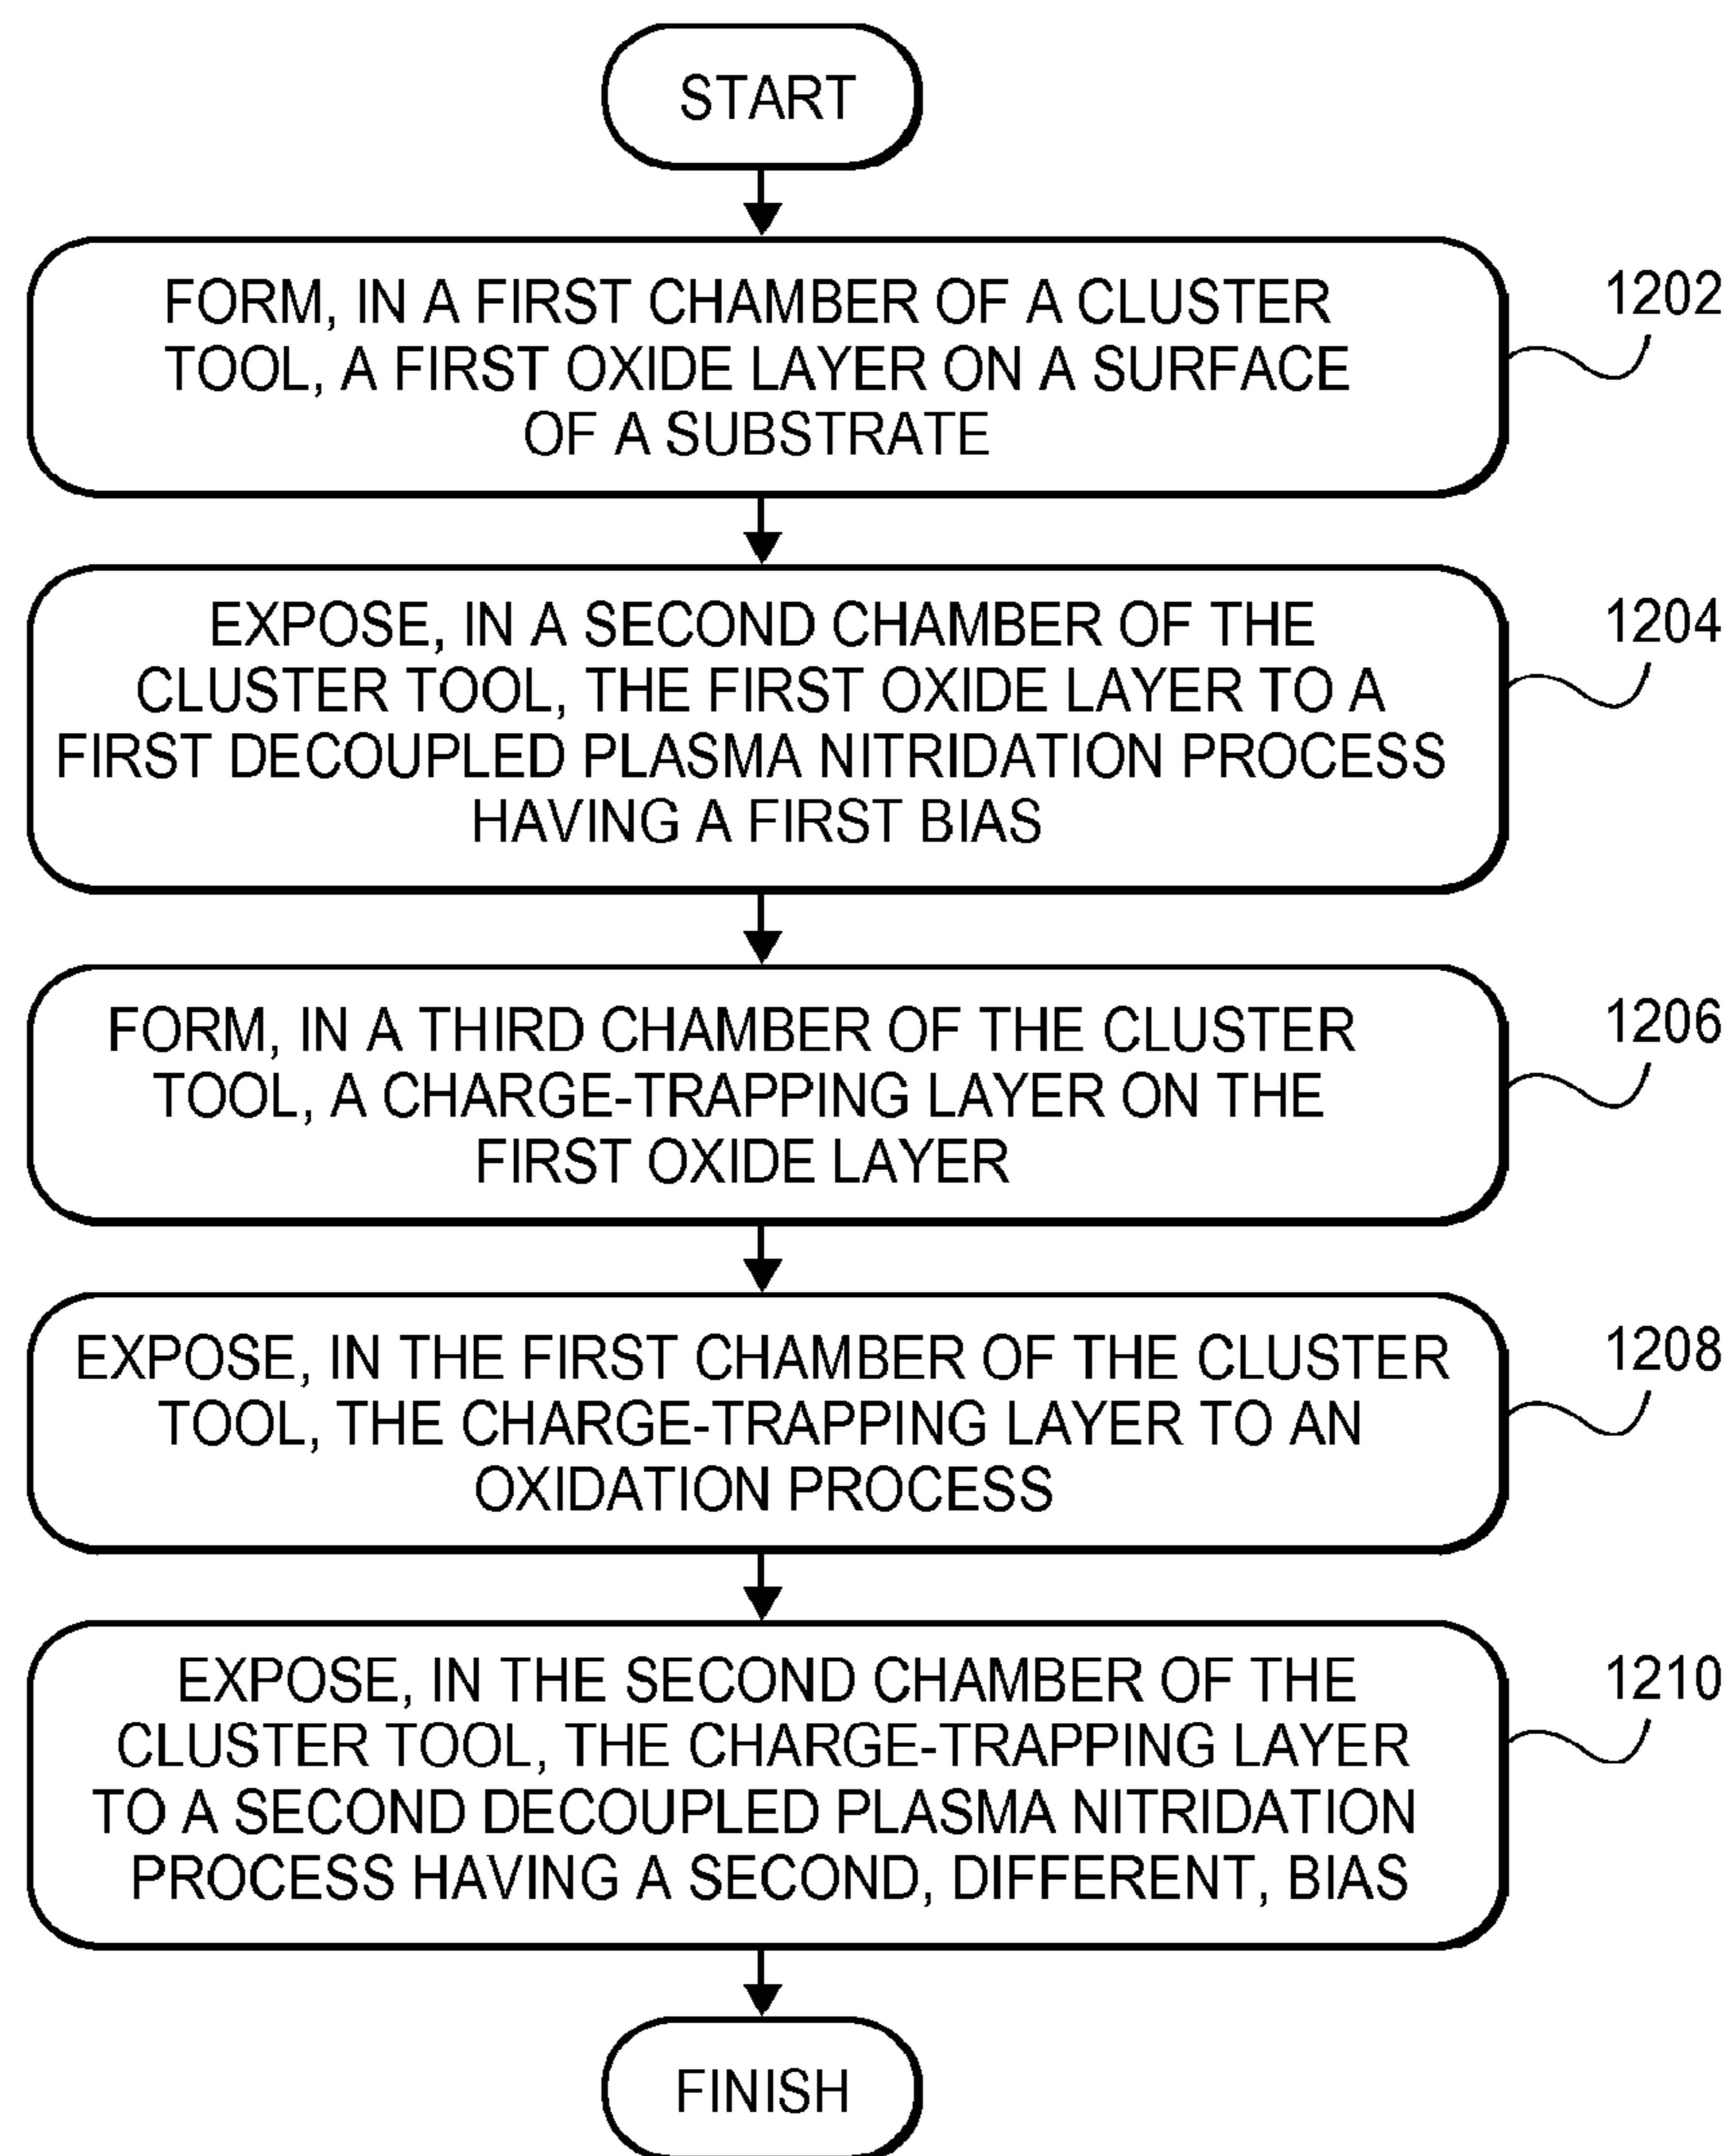 START
FORM, IN A FIRST CHAMBER OF A CLUSTER
TOOL, A FIRST OXIDE LAYER ON A SURFACE
OF A SUBSTRATE
1202
EXPOSE, IN A SECOND CHAMBER OF THE
CLUSTER TOOL, THE FIRST OXIDE LAYER TO A
FIRST DECOUPLED PLASMA NITRIDATION PROCESS
HAVING A FIRST BIAS
1204
FORM, IN A THIRD CHAMBER OF THE CLUSTER
TOOL, A CHARGE-TRAPPING LAYER ON THE
FIRST OXIDE LAYER
1206
EXPOSE, IN THE FIRST CHAMBER OF THE CLUSTER
TOOL, THE CHARGE-TRAPPING LAYER TO AN
OXIDATION PROCESS
1208
EXPOSE, IN THE SECOND CHAMBER OF THE
CLUSTER TOOL, THE CHARGE-TRAPPING LAYER
TO A SECOND DECOUPLED PLASMA NITRIDATION
PROCESS HAVING A SECOND, DIFFERENT, BIAS
1210
FINISH